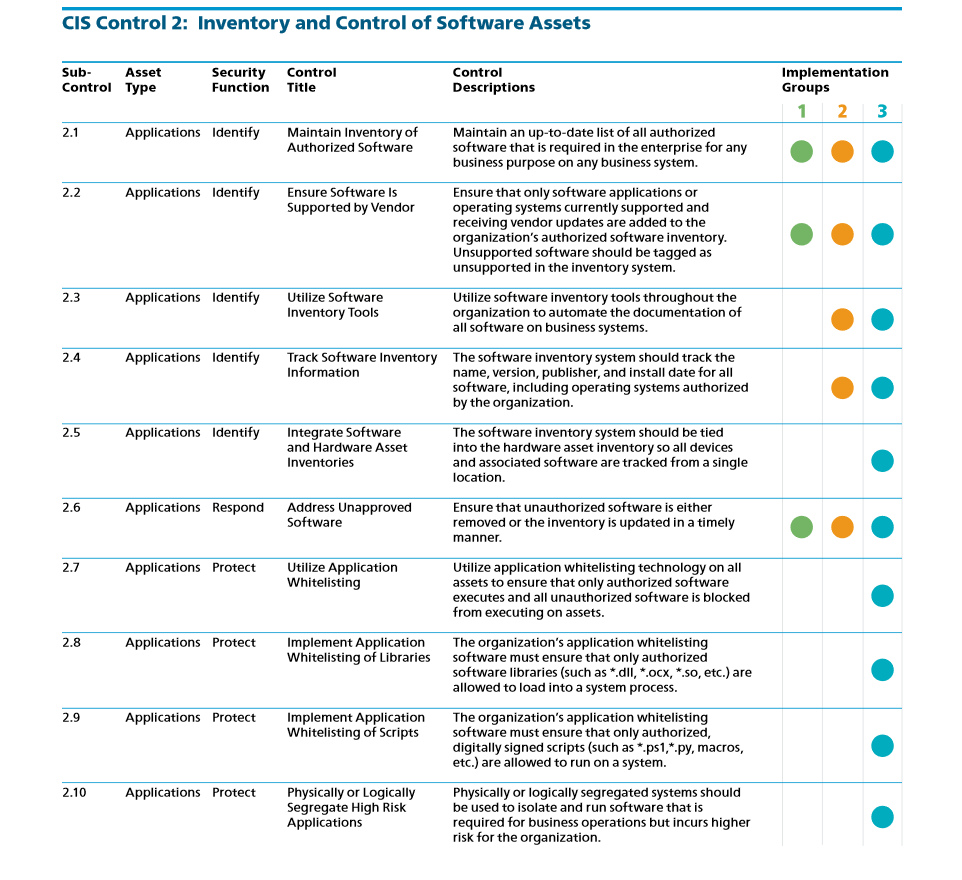 CIS Control 2: Inventory and Control of Software Assets
Sub-Control Asset Type Security Function Control Title Control Descriptions Implementation Groups
1 2 3
2.1 Applications Identify Maintain Inventory of Maintain an up-to-date list of all authorized
Authorized Software software that is required in the enterprise for any
business purpose on any business system.
2.2 Applications Identify Ensure Software Is Ensure that only software applications or
Supported by Vendor operating systems currently supported and
receiving vendor updates are added to the
organization's authorized software inventory.
Unsupported software should be tagged as
unsupported in the inventory system.
2.3 Applications Identify Utilize Software Utilize software inventory tools throughout the
Inventory Tools organization to automate the documentation of
all software on business systems.
2.4 Applications Identify Track Software Inventory The software inventory system should track the
Information name, version, publisher, and install date for all
software, including operating systems authorized
by the organization.
2.5 Applications Identify Integrate Software The software inventory system should be tied
and Hardware Asset into the hardware asset inventory so all devices
Inventories and associated software are tracked from a single
location.
2.6 Applications Respond Address Unapproved Ensure that unauthorized software is either
Software removed or the inventory is updated in a timely
manner.
2.7 Applications Protect Utilize Application Utilize application whitelisting technology on all
Whitelisting assets to ensure that only authorized software
executes and all unauthorized software is blocked
from executing on assets.
2.8 Applications Protect Implement Application The organization's application whitelisting
Whitelisting of Libraries software must ensure that only authorized
software libraries (such as *.dll, *.ocx, *.so, etc.) are
allowed to load into a system process.
2.9 Applications Protect Implement Application The organization's application whitelisting
Whitelisting of Scripts software must ensure that only authorized,
digitally signed scripts (such as *.ps1,*.py, macros,
etc.) are allowed to run on a system.
2.10 Applications Protect Physically or Logically Physically or logically segregated systems should
Segregate High Risk be used to isolate and run software that is
Applications required for business operations but incurs higher
risk for the organization.